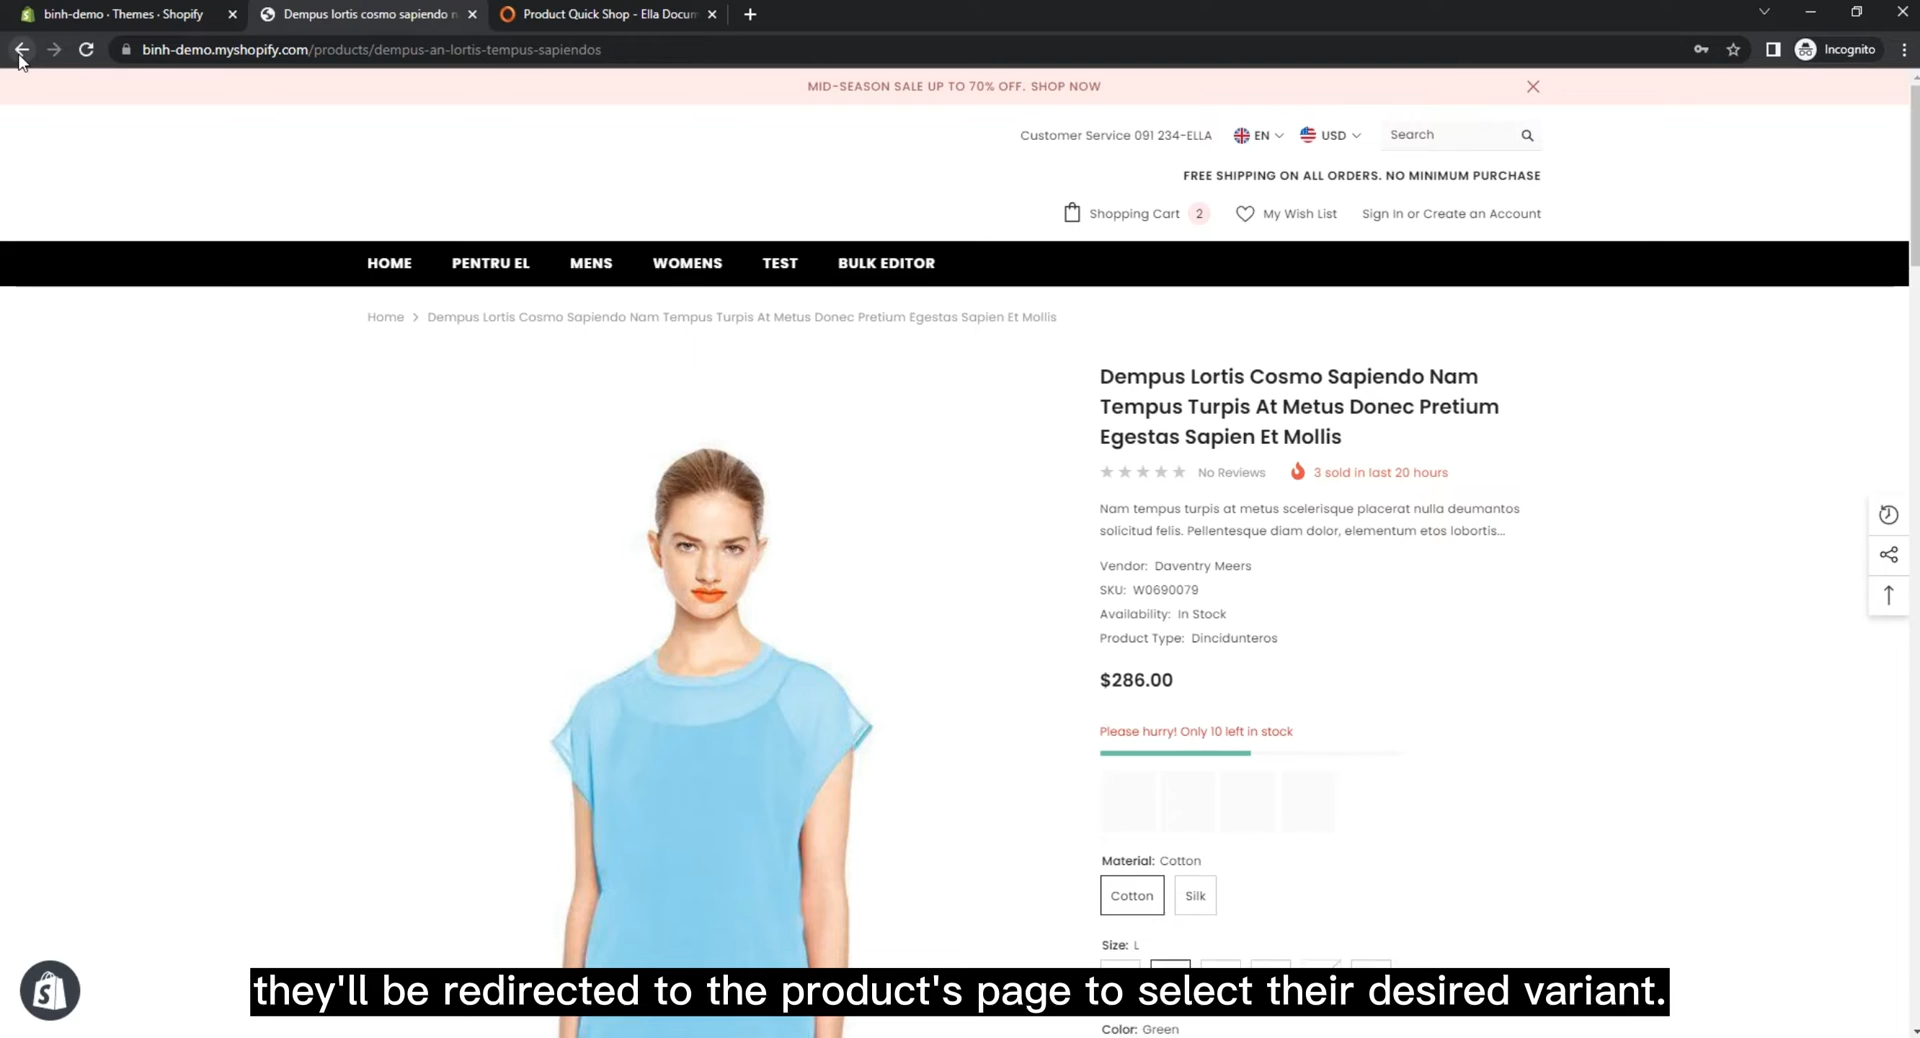 binh-demo · Themes · Shopify
Dempus lortis cosmo sapiendo n
Product Quick Shop - Ella Docum
binh-demo.myshopify.com/products/dempus-an-lortis-tempus-sapiendos
Incognito
MID-SEASON SALE UP TO 70% OFF. SHOP NOW
Customer Service 091 234-ELLA
EN
USD
Search
FREE SHIPPING ON ALL ORDERS. NO MINIMUM PURCHASE
Shopping Cart 2
My Wish List
Sign In or Create an Account
HOME
PENTRU EL
MENS
WOMENS
TEST
BULK EDITOR
Home > Dempus Lortis Cosmo Sapiendo Nam Tempus Turpis At Metus Donec Pretium Egestas Sapien Et Mollis
Dempus Lortis Cosmo Sapiendo Nam
Tempus Turpis At Metus Donec Pretium
Egestas Sapien Et Mollis
No Reviews
3 sold in last 20 hours
Nam tempus turpis at metus scelerisque placerat nulla deumantos
solicitud felis. Pellentesque diam dolor, elementum etos lobortis...
Vendor: Daventry Meers
SKU: W0690079
Availability: In Stock
Product Type: Dincidunteros
$286.00
Please hurry! Only 10 left in stock
Material: Cotton
Cotton
Silk
Size: L
they'll be redirected to the product's page to select their desired variant.
Color: Green